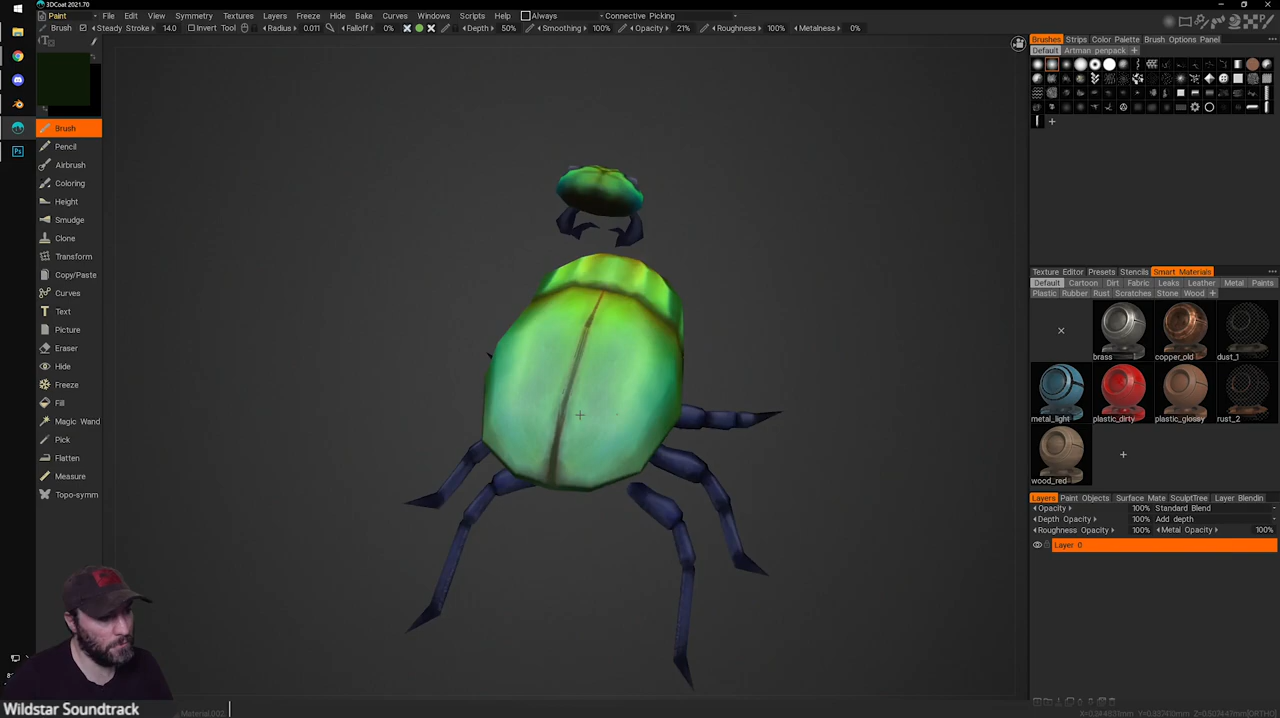 3DCoat 2021.70
Paint File Edit View Symmetry Textures Layers Freeze Hide Bake Curves Windows Scripts Help Always Connective Picking
Brush Steady Stroke 14.0 Invert Tool Radius 0.011 Falloff 0% Depth 50% Smoothing 100% Opacity 21% Roughness 100% Metalness 0%
Brushes Strips Color Palette Brush Options Panel
Default Artman penpack
Brush
Pencil
Airbrush
Coloring
Height
Smudge
Clone
Transform
Copy/Paste
Curves
Text
Picture
Eraser
Hide
Freeze
Fill
Magic Wand
Pick
Flatten
Measure
Topo-symm
Texture Editor Presets Stencils Smart Materials
Default Cartoon Dirt Fabric Leaks Leather Metal Paints
Plastic Rubber Rust Scratches Stone Wood
brass copper_old dust_1
metal_light plastic_dirty plastic_glossy rust_2
wood_red
Layers Paint Objects Surface Mate SculptTree Layer Blendin
Opacity 100% Standard Blend
Depth Opacity 100% Add depth
Roughness Opacity 100% Metal Opacity 100%
Layer 0
Wildstar Soundtrack
Material.002